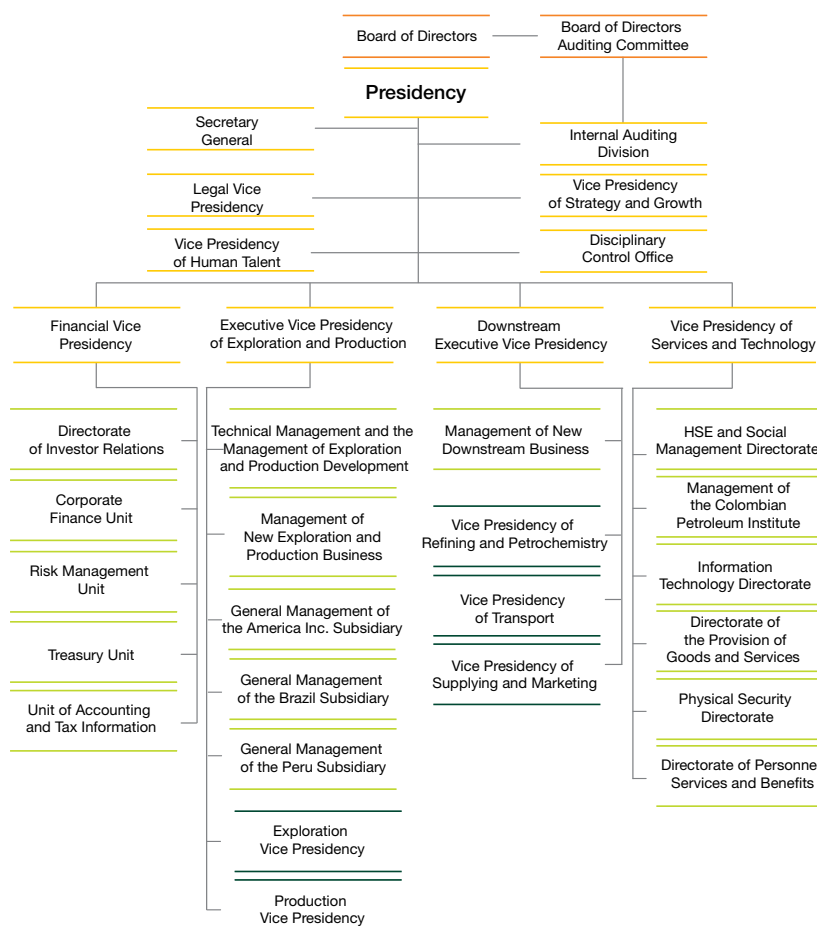 Board of Directors
Board of Directors
Auditing Committee
Presidency
Secretary
General
Internal Auditing
Division
Legal Vice
Presidency
Vice Presidency
of Strategy and Growth
Vice Presidency
of Human Talent
Disciplinary
Control Office
Financial Vice
Presidency
Executive Vice Presidency
of Exploration and Production
Downstream
Executive Vice Presidency
Vice Presidency of
Services and Technology
Directorate
of Investor Relations
Corporate
Finance Unit
Risk Management
Unit
Treasury Unit
Unit of Accounting
and Tax Information
Technical Management and the
Management of Exploration
and Production Development
Management of
New Exploration and
Production Business
General Management of
the America Inc. Subsidiary
General Management
of the Brazil Subsidiary
General Management
of the Peru Subsidiary
Exploration
Vice Presidency
Production
Vice Presidency
Management of New
Downstream Business
Vice Presidency of
Refining and Petrochemistry
Vice Presidency
of Transport
Vice Presidency of
Supplying and Marketing
HSE and Social
Management Directorate
Management of
the Colombian
Petroleum Institute
Information
Technology Directorate
Directorate of
the Provision of
Goods and Services
Physical Security
Directorate
Directorate of Personne
Services and Benefits